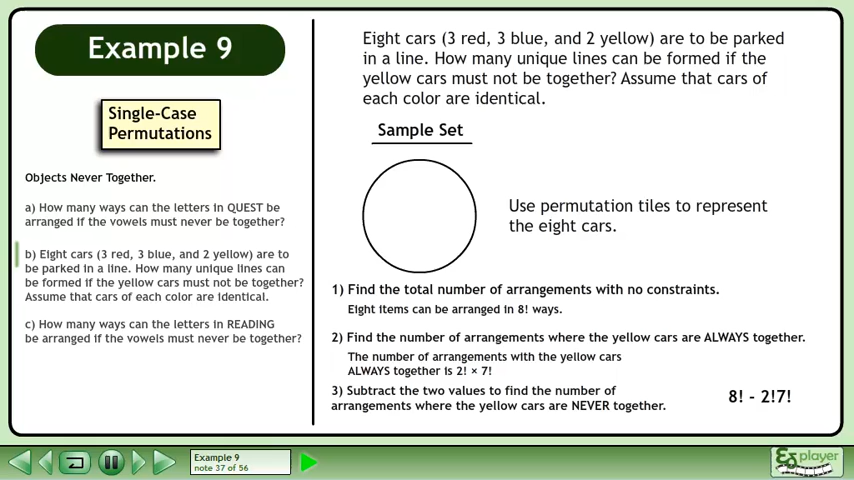 Example 9
Single-Case
Permutations
Objects Never Together.
a) How many ways can the letters in QUEST be
arranged if the vowels must never be together?
b) Eight cars (3 red, 3 blue, and 2 yellow) are to
be parked in a line. How many unique lines can
be formed if the yellow cars must not be together?
Assume that cars of each color are identical.
c) How many ways can the letters in READING
be arranged if the vowels must never be together?
Eight cars (3 red, 3 blue, and 2 yellow) are to be parked
in a line. How many unique lines can be formed if the
yellow cars must not be together? Assume that cars of
each color are identical.
Sample Set
Use permutation tiles to represent
the eight cars.
1) Find the total number of arrangements with no constraints.
Eight items can be arranged in 8! ways.
2) Find the number of arrangements where the yellow cars are ALWAYS together.
The number of arrangements with the yellow cars
ALWAYS together is 2! × 7!
3) Subtract the two values to find the number of
arrangements where the yellow cars are NEVER together.
8! - 2!7!
Example 9
note 37 of 56
player